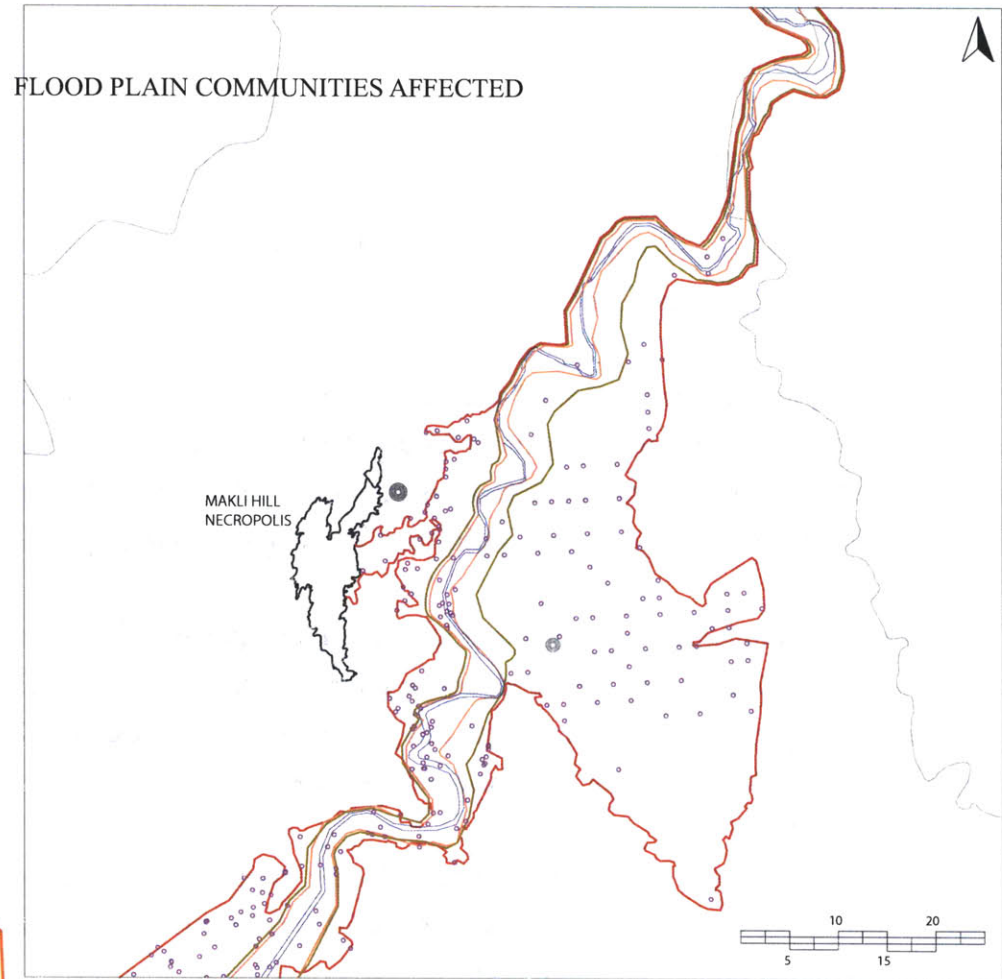 FLOOD PLAIN COMMUNITIES AFFECTED
MAKLI HILL
NECROPOLIS
10 20
5 15